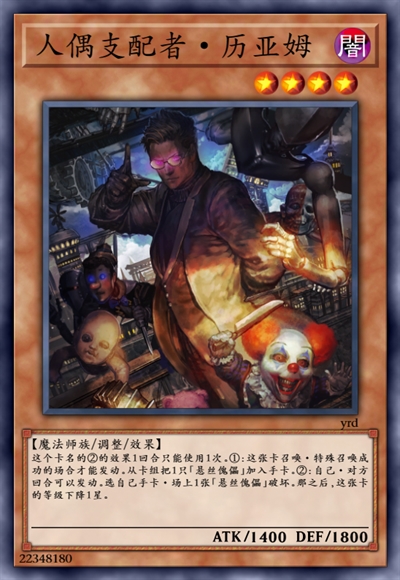 人偶支配者・历亚姆
闇
yrd
【魔法师族/调整/效果】
这个卡名的②的效果1回合只能使用1次。①:这张卡召唤・特殊召唤成
功的场合才能发动。从卡组把1只「悬丝傀儡」加入手卡。②:自己・对方
回合可以发动。选自己手卡・场上1张「悬丝傀儡」破坏。那之后,这张卡
的等级下降1星。
ATK/1400 DEF/1800
22348180